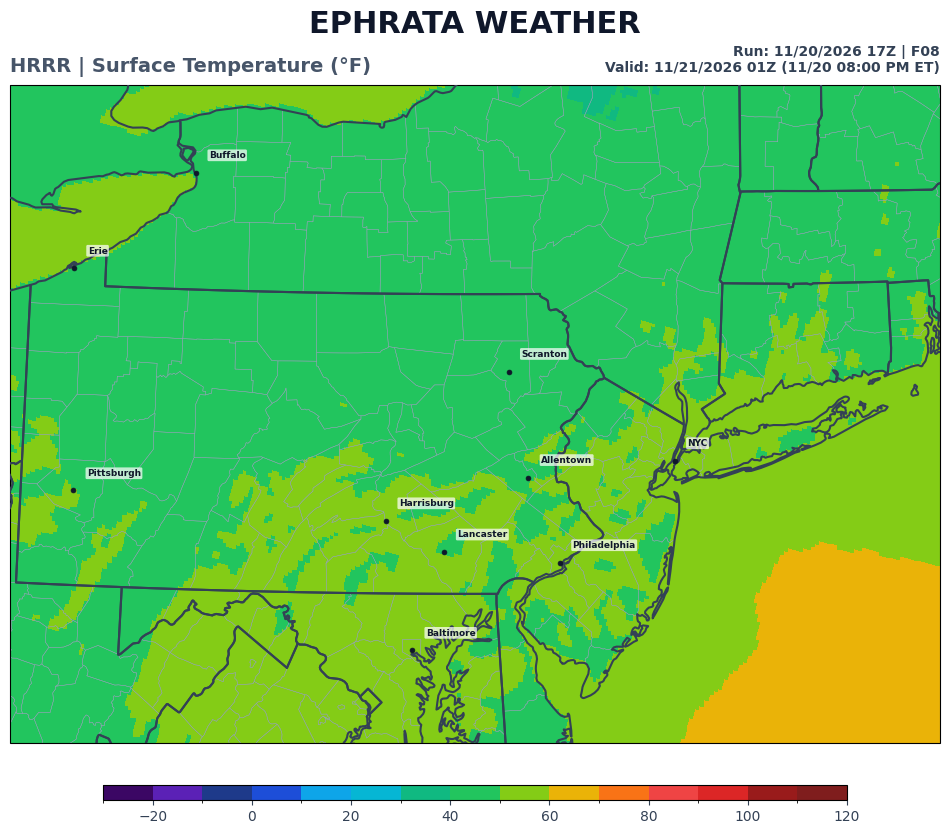 EPHRATA WEATHER
HRRR | Surface Temperature (°F)
Run: 11/20/2026 17Z | F08
Valid: 11/21/2026 01Z (11/20 08:00 PM ET)
Buffalo
Erie
Scranton
NYC
Allentown
Pittsburgh
Harrisburg
Lancaster
Philadelphia
Baltimore
−20 0 20 40 60 80 100 120